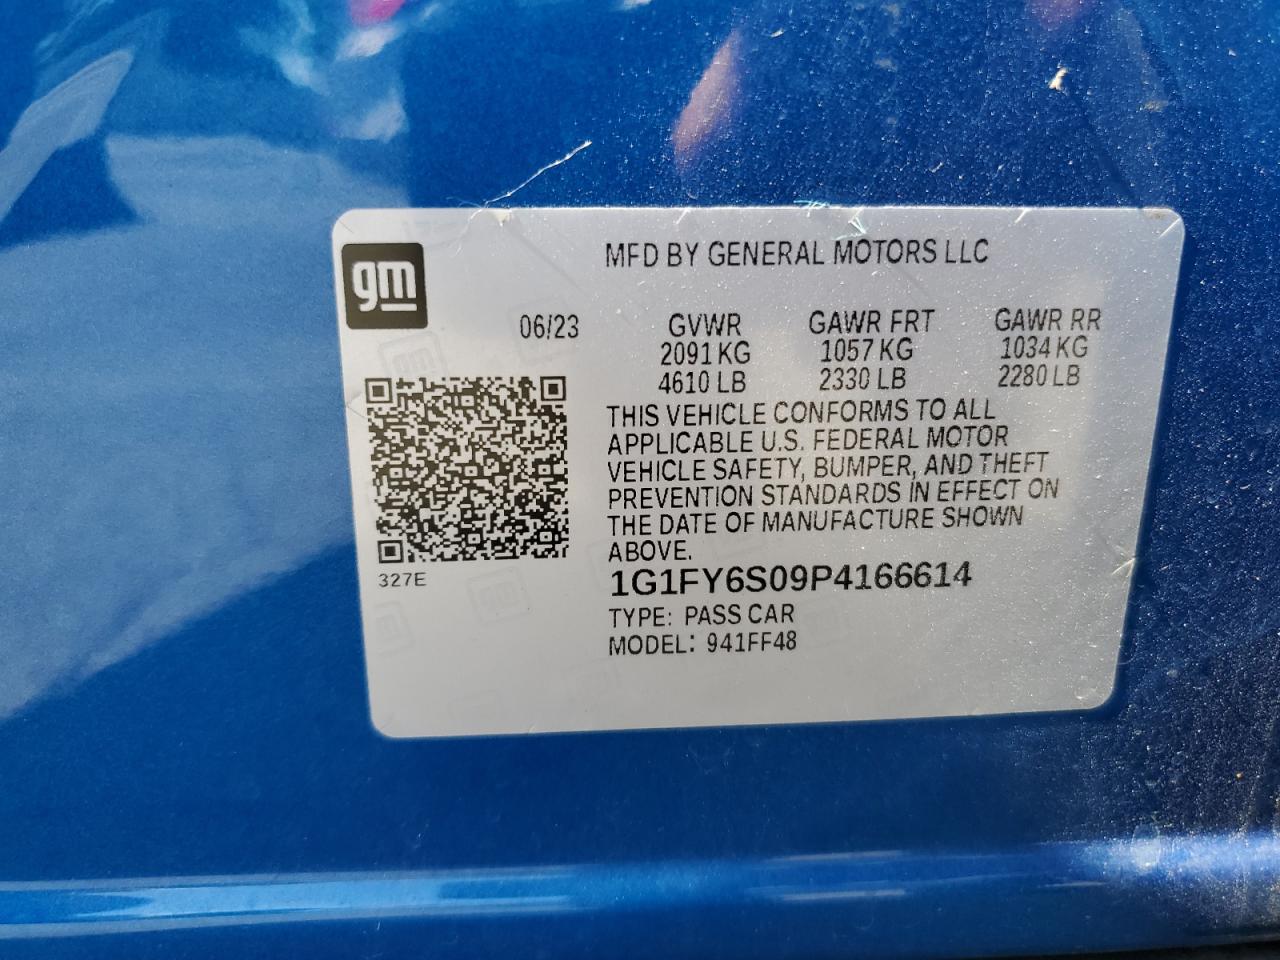 gm
MFD BY GENERAL MOTORS LLC
06/23
GVWR GAWR FRT GAWR RR
2091 KG 1057 KG 1034 KG
4610 LB 2330 LB 2280 LB
THIS VEHICLE CONFORMS TO ALL
APPLICABLE U.S. FEDERAL MOTOR
VEHICLE SAFETY, BUMPER, AND THEFT
PREVENTION STANDARDS IN EFFECT ON
THE DATE OF MANUFACTURE SHOWN
ABOVE.
327E
1G1FY6S09P4166614
TYPE: PASS CAR
MODEL: 941FF48